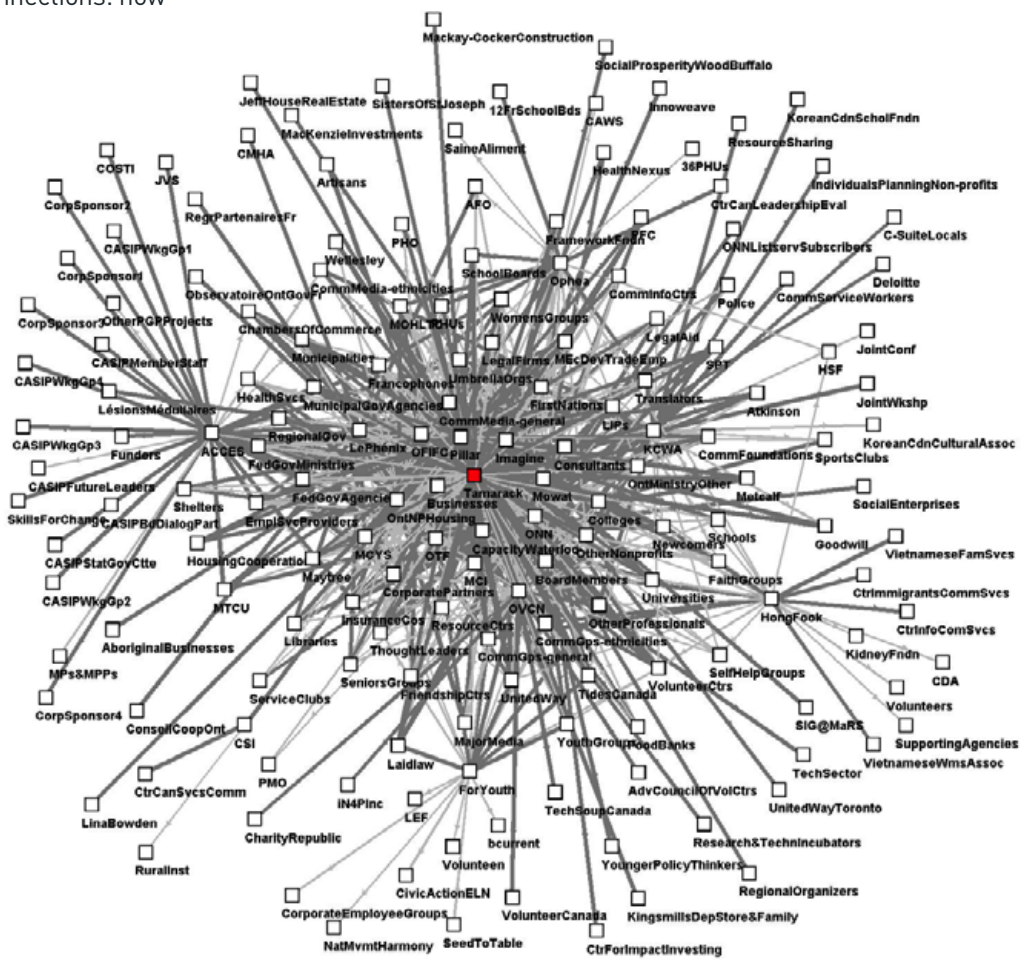 Mackay-CockerConstruction
SocialProsperityWoodBuffalo
JeffHouseRealEstate
SistersOfStJoseph
12FrSchoolBds
Innoweave
CAWS
KoreanCdnScholFndn
MacKenzieInvestments
SaineAliment
ResourceSharing
CMHA
HealthNexus
36PHUs
COSTI
JVS
Artisans
IndividualsPlanningNon-profits
CorpSponsor2
RegrPartenairesFr
AFO
CtrCanLeadershipEval
CASIPWkgGp1
PHO
FrameworkFndn
PFC
ONNListservSubscribers
C-SuiteLocals
Wellesley
CorpSponsor1
SchoolBoards
Ophea
CommMedia-ethnicities
ObservatoireOntGovFr
CommInfoCtrs
Police
CommServiceWorkers
Deloitte
CorpSponsor3
OtherPCPProjects
ChambersOfCommerce
WomensGroups
LegalAid
JointConf
CASIPMemberStaff
Municipalities
LegalFirms
MEcDevTradeEmp
SPT
HSF
CASIPWkgGp4
Francophones
UmbrellaOrgs
HealthSvcs
MunicipalGovAgencies
FirstNations
Translators
LésionsMédullaires
CommMedia-general
LIPs
Atkinson
JointWkshp
CASIPWkgGp3
Funders
ACCES
RegionalGov
LePhénix
OFIFC
Pillar
Imagine
KCWA
CommFoundations
SportsClubs
KoreanCdnCulturalAssoc
FedGovMinistries
Consultants
CASIPFutureLeaders
FedGovAgencie
Tamarack
Mowat
OntMinistryOther
Metcalf
SocialEnterprises
SkillsForChange
CASIPBdDialogPart
Shelters
EmplSvcProviders
Businesses
OntNPHousing
Colleges
ONN
Schools
Goodwill
CASIPStatGovCtte
HousingCooperatio
MCYS
OTF
CapacityWaterloo
OtherNonprofits
Newcomers
VietnameseFamSvcs
CASIPWkgGp2
MTCU
Maytree
CorporatePartners
MCI
BoardMembers
FaithGroups
Universities
CtrImmigrantsCommSvcs
OVCN
HongFook
CtrInfoComSvcs
AboriginalBusinesses
Libraries
InsuranceCos
ResourceCtrs
OtherProfessionals
CommGps-ethnicities
KidneyFndn
MPs&MPPs
ThoughtLeaders
CommGps-general
SelfHelpGroups
CDA
CorpSponsor4
ServiceClubs
SeniorsGroups
FriendshipCtrs
UnitedWay
TidesCanada
VolunteerCtrs
Volunteers
ConseilCoopOnt
CSI
MajorMedia
YouthGroups
FoodBanks
SiG@MaRS
SupportingAgencies
VietnameseWmsAssoc
CtrCanSvcsComm
PMO
Laidlaw
ForYouth
TechSector
LinaBowden
iN4Pinc
LEF
TechSoupCanada
AdvCouncilOfVolCtrs
UnitedWayToronto
CharityRepublic
bcurrent
Research&TechnIncubators
RuralInst
Volunteen
YoungerPolicyThinkers
CivicActionELN
RegionalOrganizers
CorporateEmployeeGroups
VolunteerCanada
KingsmillsDepStore&Family
NatMvmtHarmony
SeedToTable
CtrForImpactInvesting